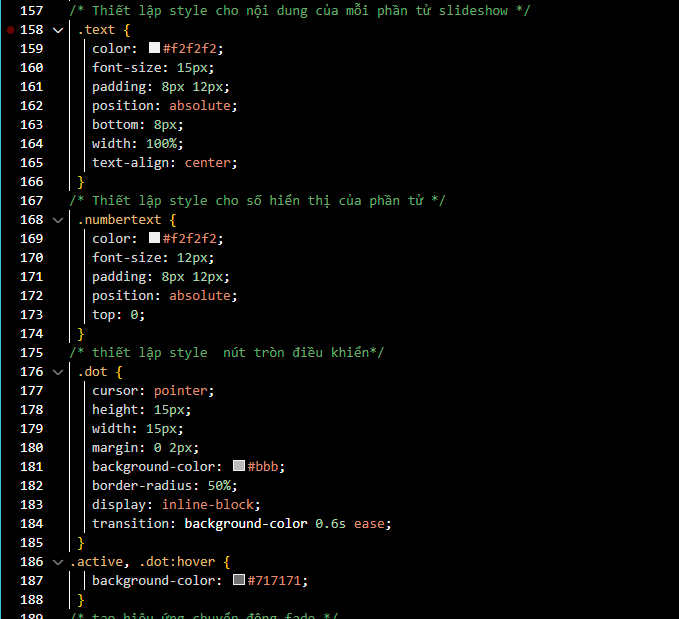 157 /* Thiết lập style cho nội dung của mỗi phần tử slideshow */
158 .text {
159 color: #f2f2f2;
160 font-size: 15px;
161 padding: 8px 12px;
162 position: absolute;
163 bottom: 8px;
164 width: 100%;
165 text-align: center;
166 }
167 /* Thiết lập style cho số hiển thị của phần tử */
168 .numbertext {
169 color: #f2f2f2;
170 font-size: 12px;
171 padding: 8px 12px;
172 position: absolute;
173 top: 0;
174 }
175 /* thiết lập style  nút tròn điều khiển*/
176 .dot {
177 cursor: pointer;
178 height: 15px;
179 width: 15px;
180 margin: 0 2px;
181 background-color: #bbb;
182 border-radius: 50%;
183 display: inline-block;
184 transition: background-color 0.6s ease;
185 }
186 .active, .dot:hover {
187 background-color: #717171;
188 }
189 /* tạo hiệu ứng chuyển động fade */